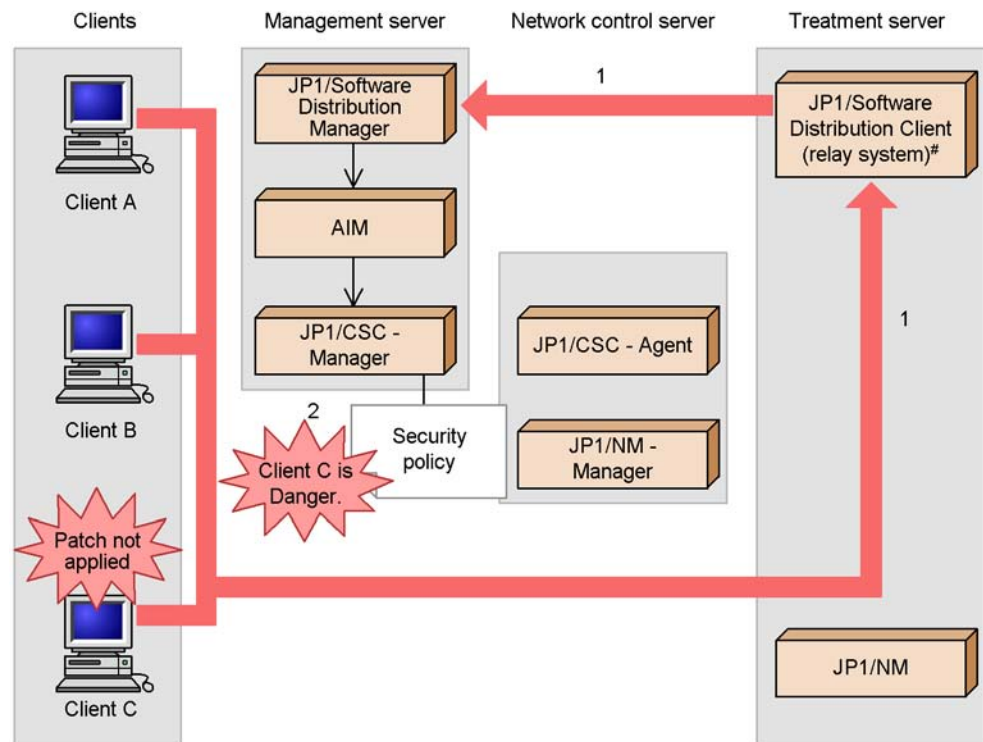 Clients
Management server
Network control server
Treatment server
Client A
Client B
Patch not
applied
Client C
JP1/Software
Distribution
Manager
AIM
JP1/CSC -
Manager
2
Client C is
Danger.
Security
policy
JP1/CSC - Agent
JP1/NM -
Manager
1
JP1/Software
Distribution Client
(relay system)#
1
JP1/NM